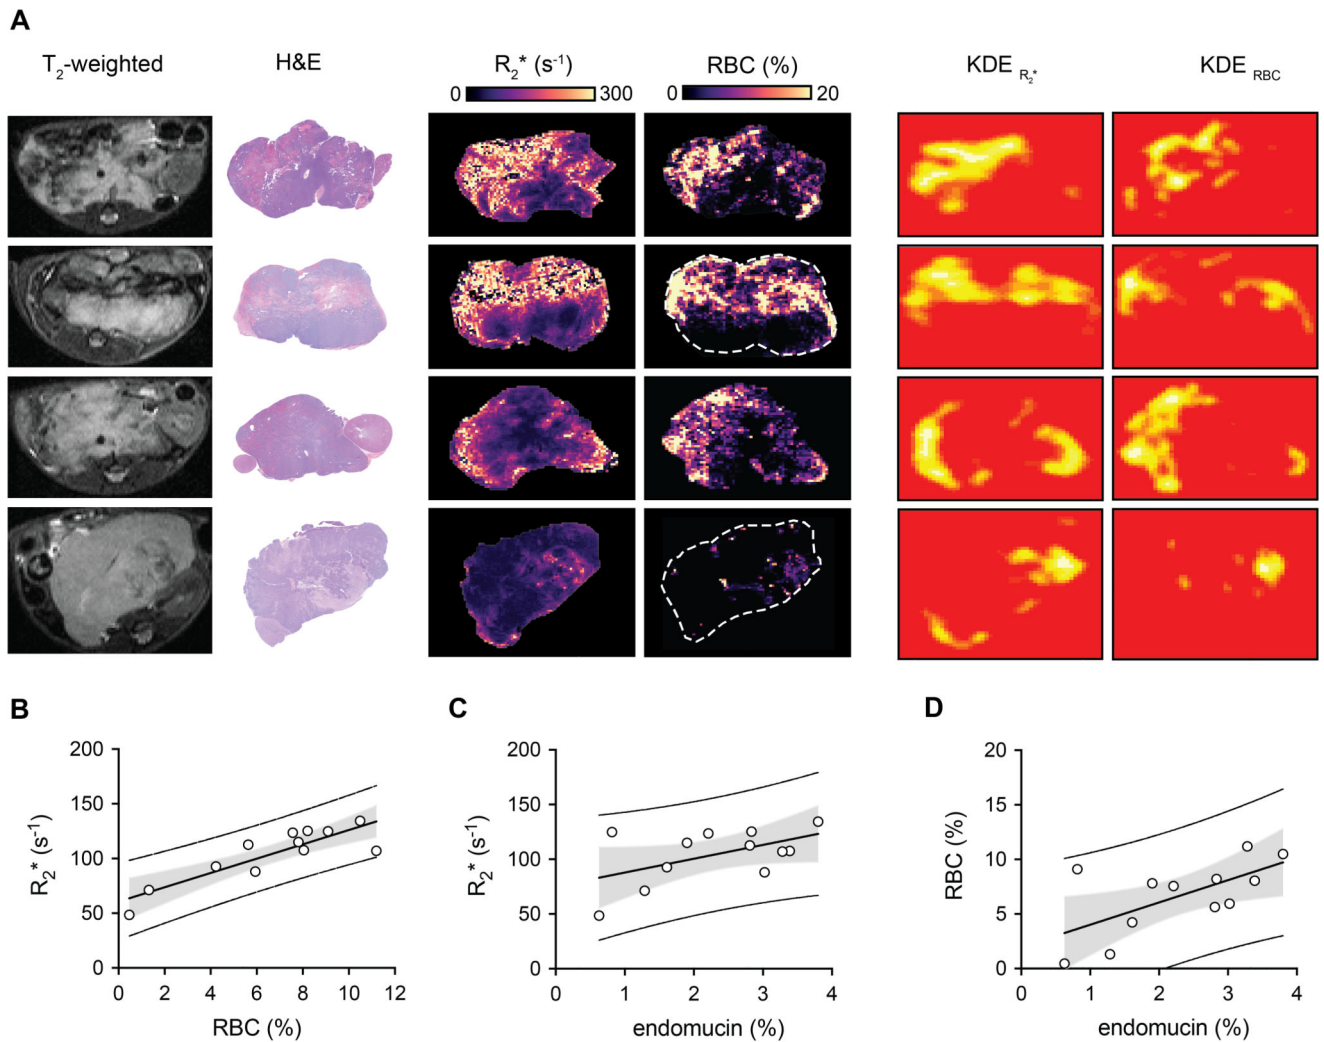 A
T2-weighted H&E R2* (s-1) RBC (%) KDE R2* KDE RBC
0 300 0 20
B C D
200 200 20
150 150 15
100 100 10
50 50 5
0 0 0
R2* (s-1) R2* (s-1) RBC (%)
0 2 4 6 8 10 12 0 1 2 3 4 0 1 2 3 4
RBC (%) endomucin (%) endomucin (%)